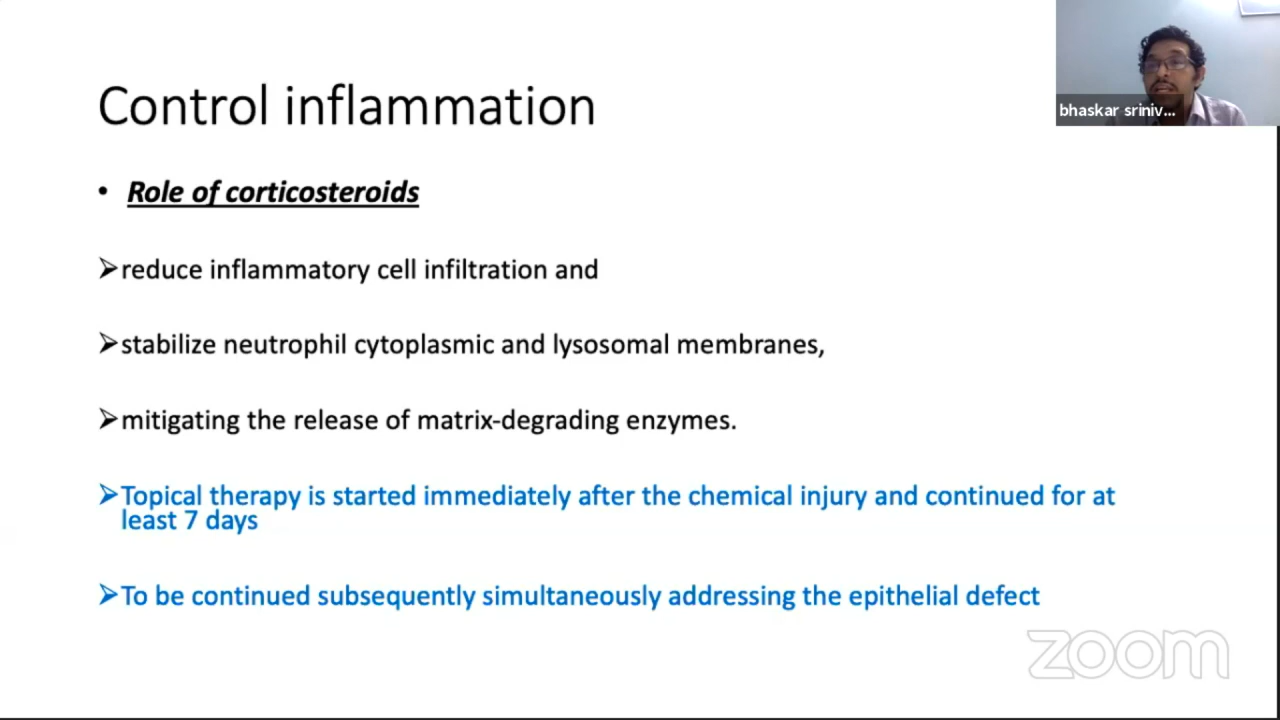 Control inflammation
bhaskar sriniv...
• Role of corticosteroids
➢reduce inflammatory cell infiltration and
➢stabilize neutrophil cytoplasmic and lysosomal membranes,
➢mitigating the release of matrix-degrading enzymes.
➢Topical therapy is started immediately after the chemical injury and continued for at
least 7 days
➢To be continued subsequently simultaneously addressing the epithelial defect
zoom